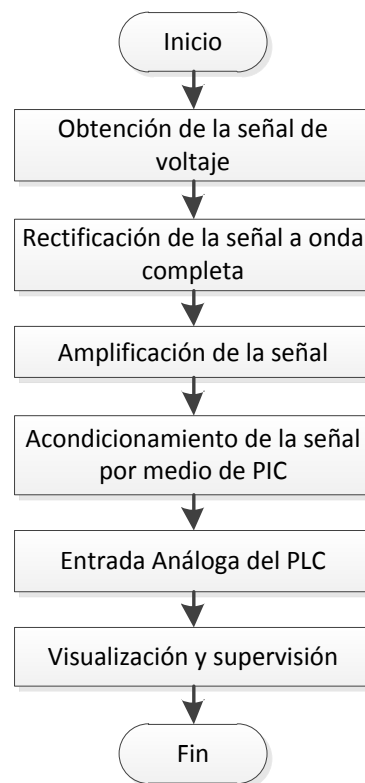 Inicio
Obtención de la señal de
voltaje
Rectificación de la señal a onda
completa
Amplificación de la señal
Acondicionamiento de la señal
por medio de PIC
Entrada Análoga del PLC
Visualización y supervisión
Fin